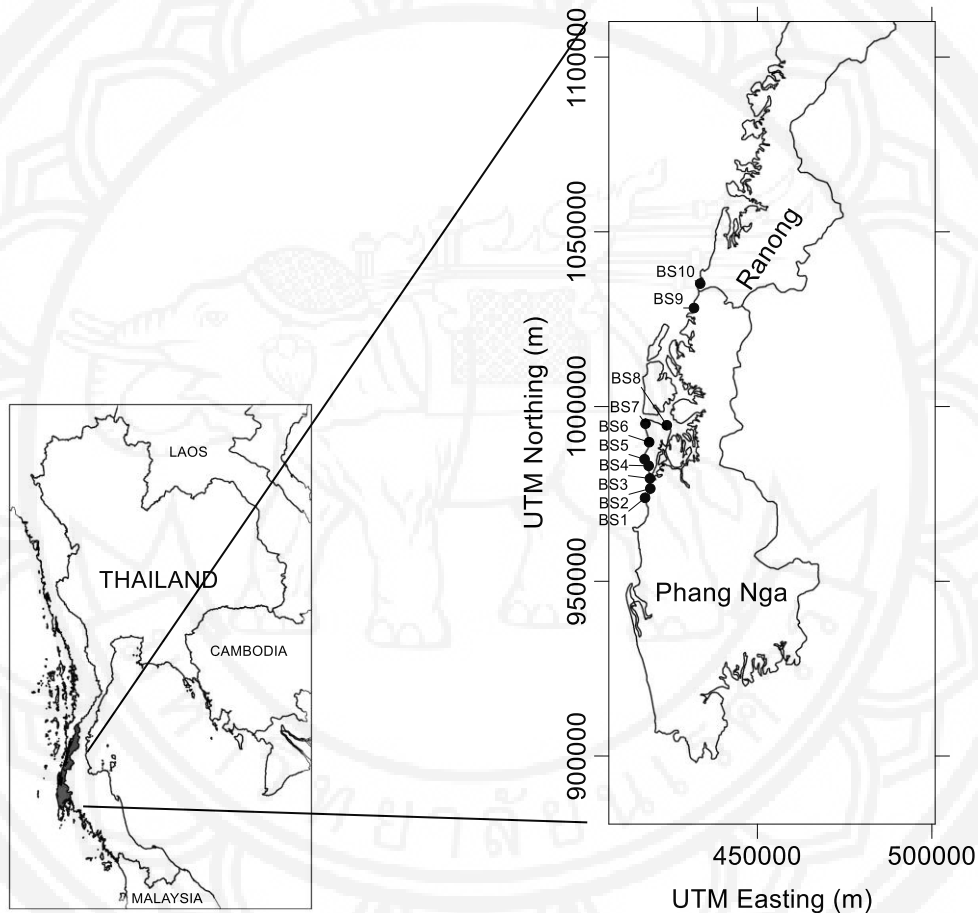 LAOS
THAILAND
CAMBODIA
MALAYSIA
UTM Northing (m)
1100000
1050000
1000000
950000
900000
Ranong
BS10
BS9
BS8
BS7
BS6
BS5
BS4
BS3
BS2
BS1
Phang Nga
450000
500000
UTM Easting (m)